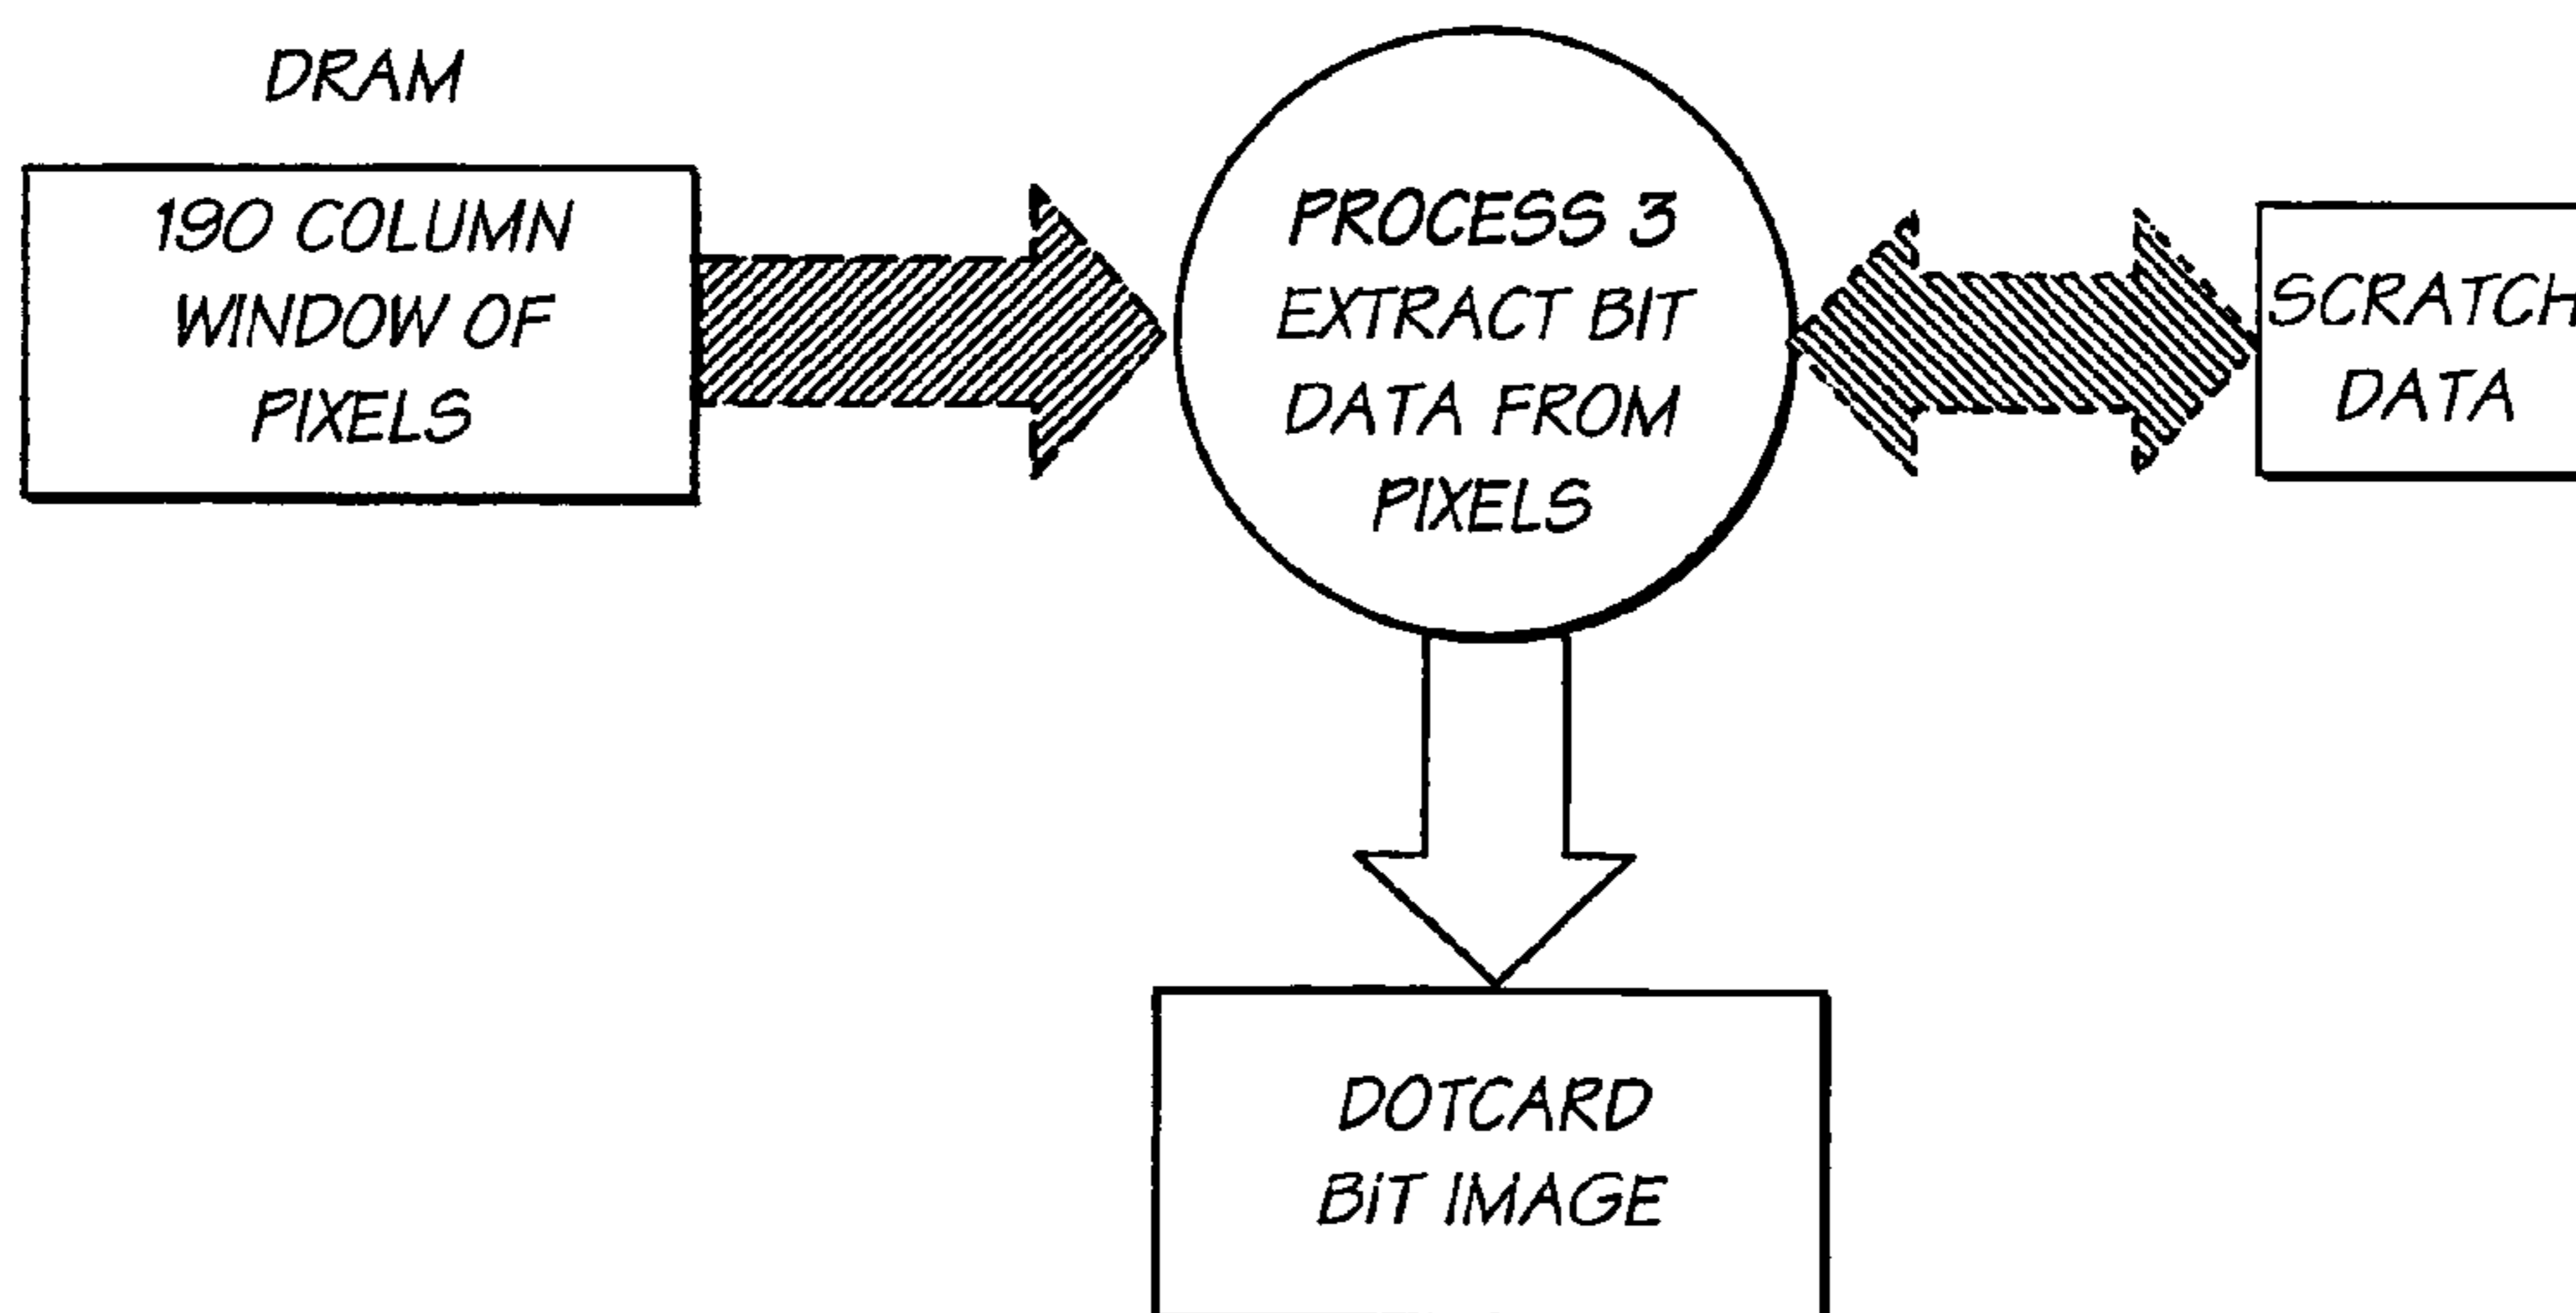 DRAM
190 COLUMN
WINDOW OF
PIXELS
PROCESS 3
EXTRACT BIT
DATA FROM
PIXELS
SCRATCH
DATA
DOTCARD
BiT IMAGE